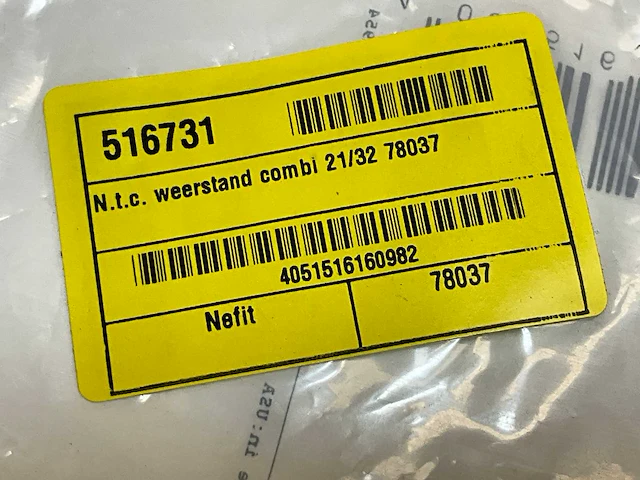 516731
N.t.c. weerstand combi 21/32 78037
4051516160982
Nefit
78037